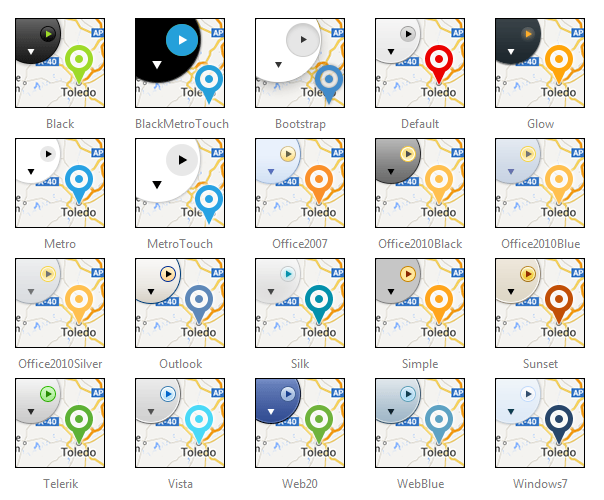 AP AP AP AP AP
A-40 A-40 A-40
Toledo Toledo Toledo Toledo Toledo
Black BlackMetroTouch Bootstrap Default Glow
AP AP AP AP AP
A-40 A-40 A-40 A-40
Toledo Toledo Toledo Toledo Toledo
Metro MetroTouch Office2007 Office2010Black Office2010Blue
AP AP AP AP AP
A-40 A-40 A-40 A-40 A-40
Toledo Toledo Toledo Toledo Toledo
Office2010Silver Outlook Silk Simple Sunset
AP AP AP AP AP
A-40 A-40 A-40 A-40 A-40
Toledo Toledo Toledo Toledo Toledo
Telerik Vista Web20 WebBlue Windows7